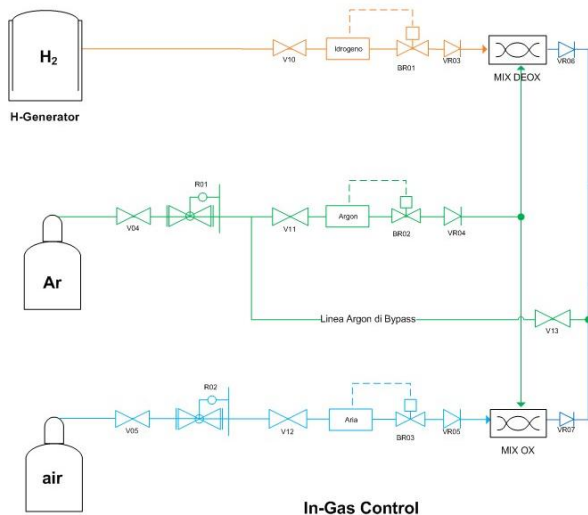 H2
H-Generator
V10
Idrogeno
BR01
VR03
MIX DEOX
VR06
R01
Ar
V04
V11
Argon
BR02
VR04
Linea Argon di Bypass
V13
R02
air
V05
V12
Aria
BR03
VR05
MIX OX
VR07
In-Gas Control